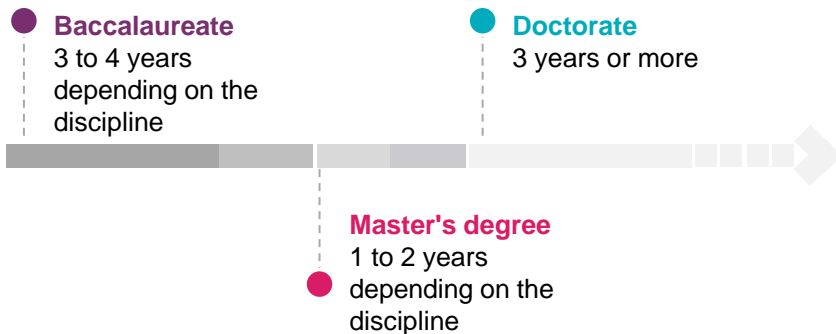 Baccalaureate
3 to 4 years
depending on the
discipline
Doctorate
3 years or more
Master's degree
1 to 2 years
depending on the
discipline